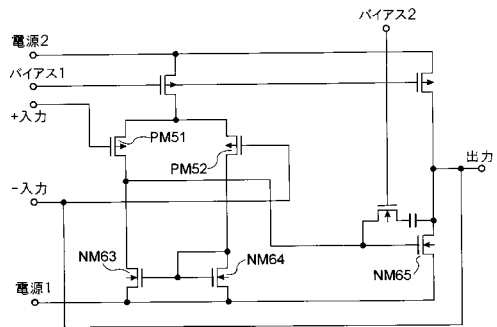 バイアス2
電源2
バイアス1
+入力
PM51
PM52
出力
-入力
NM63
NM64
NM65
電源1